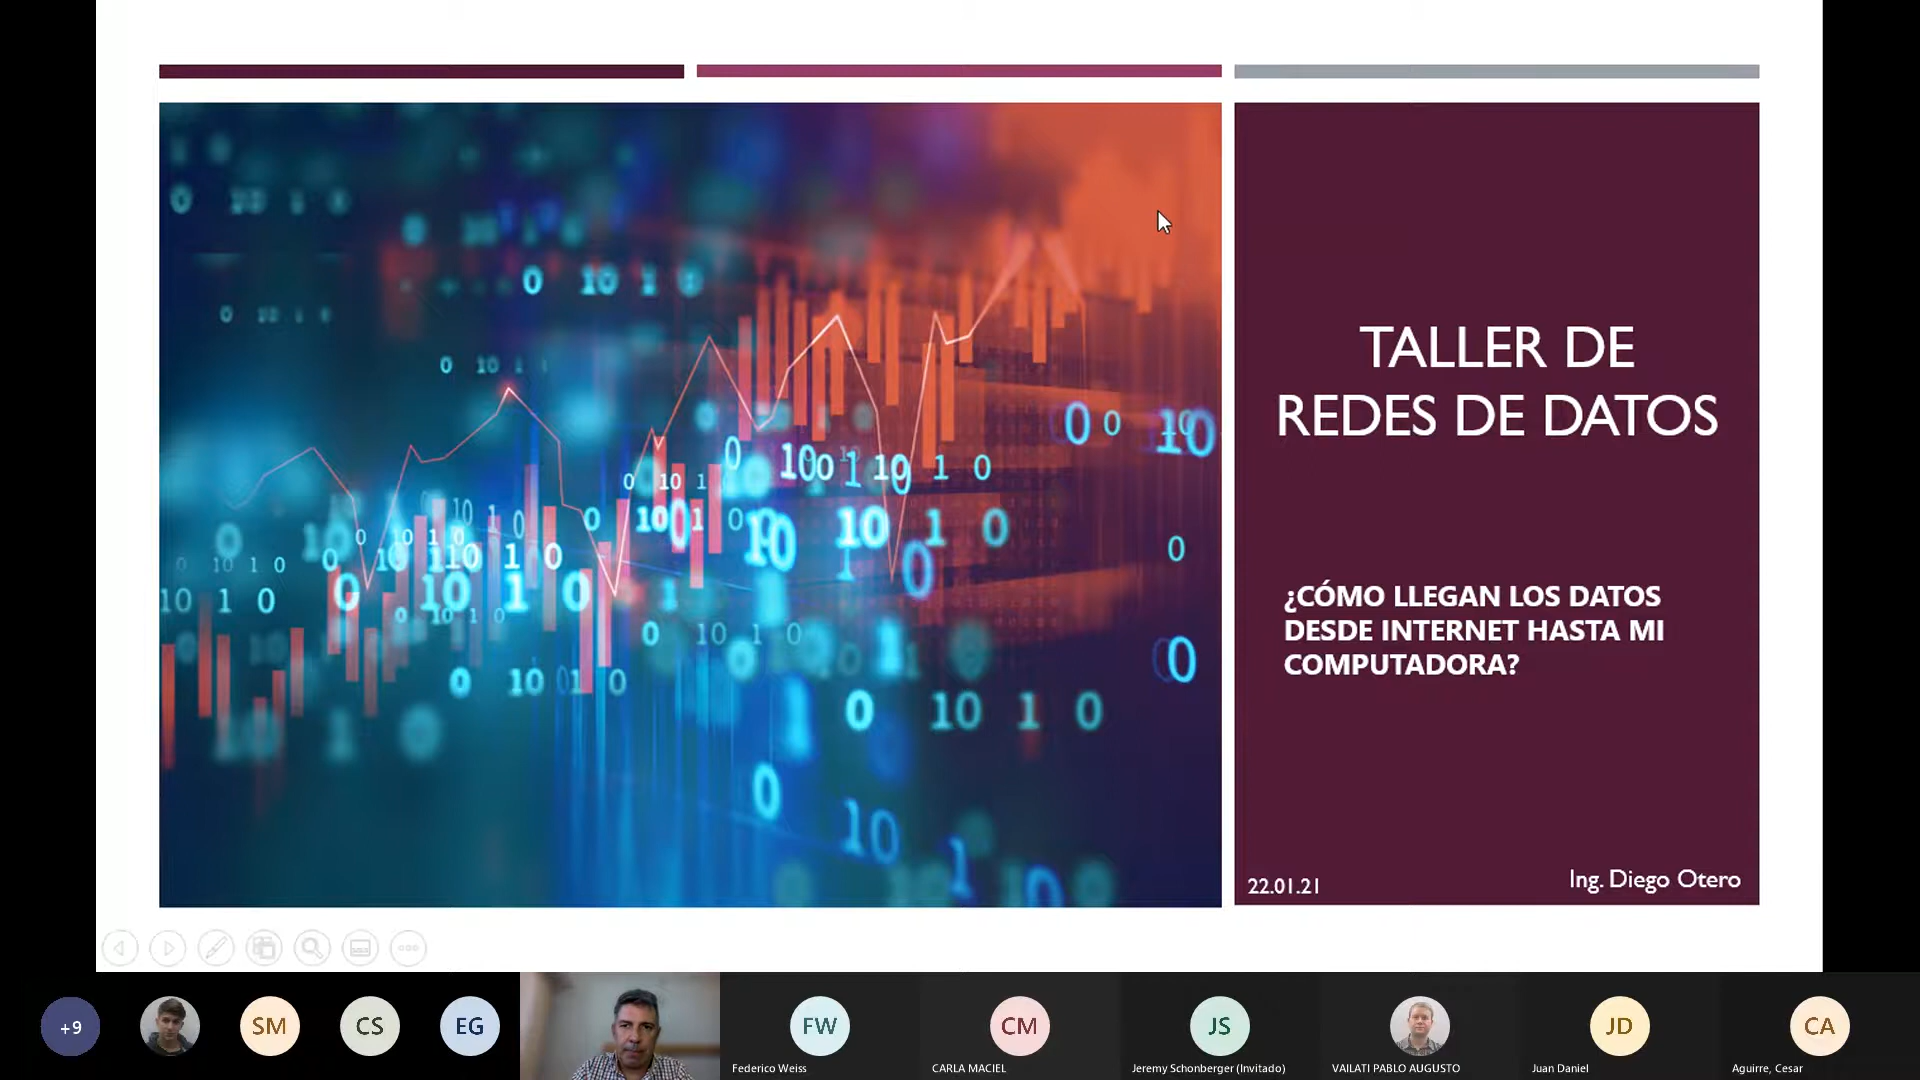 TALLER DE
REDES DE DATOS
¿CÓMO LLEGAN LOS DATOS
DESDE INTERNET HASTA MI
COMPUTADORA?
22.01.21
Ing. Diego Otero
+9
SM
CS
EG
FW
CM
JS
JD
CA
Federico Weiss
CARLA MACIEL
Jeremy Schonberger (Invitado)
VAILATI PABLO AUGUSTO
Juan Daniel
Aguirre, Cesar